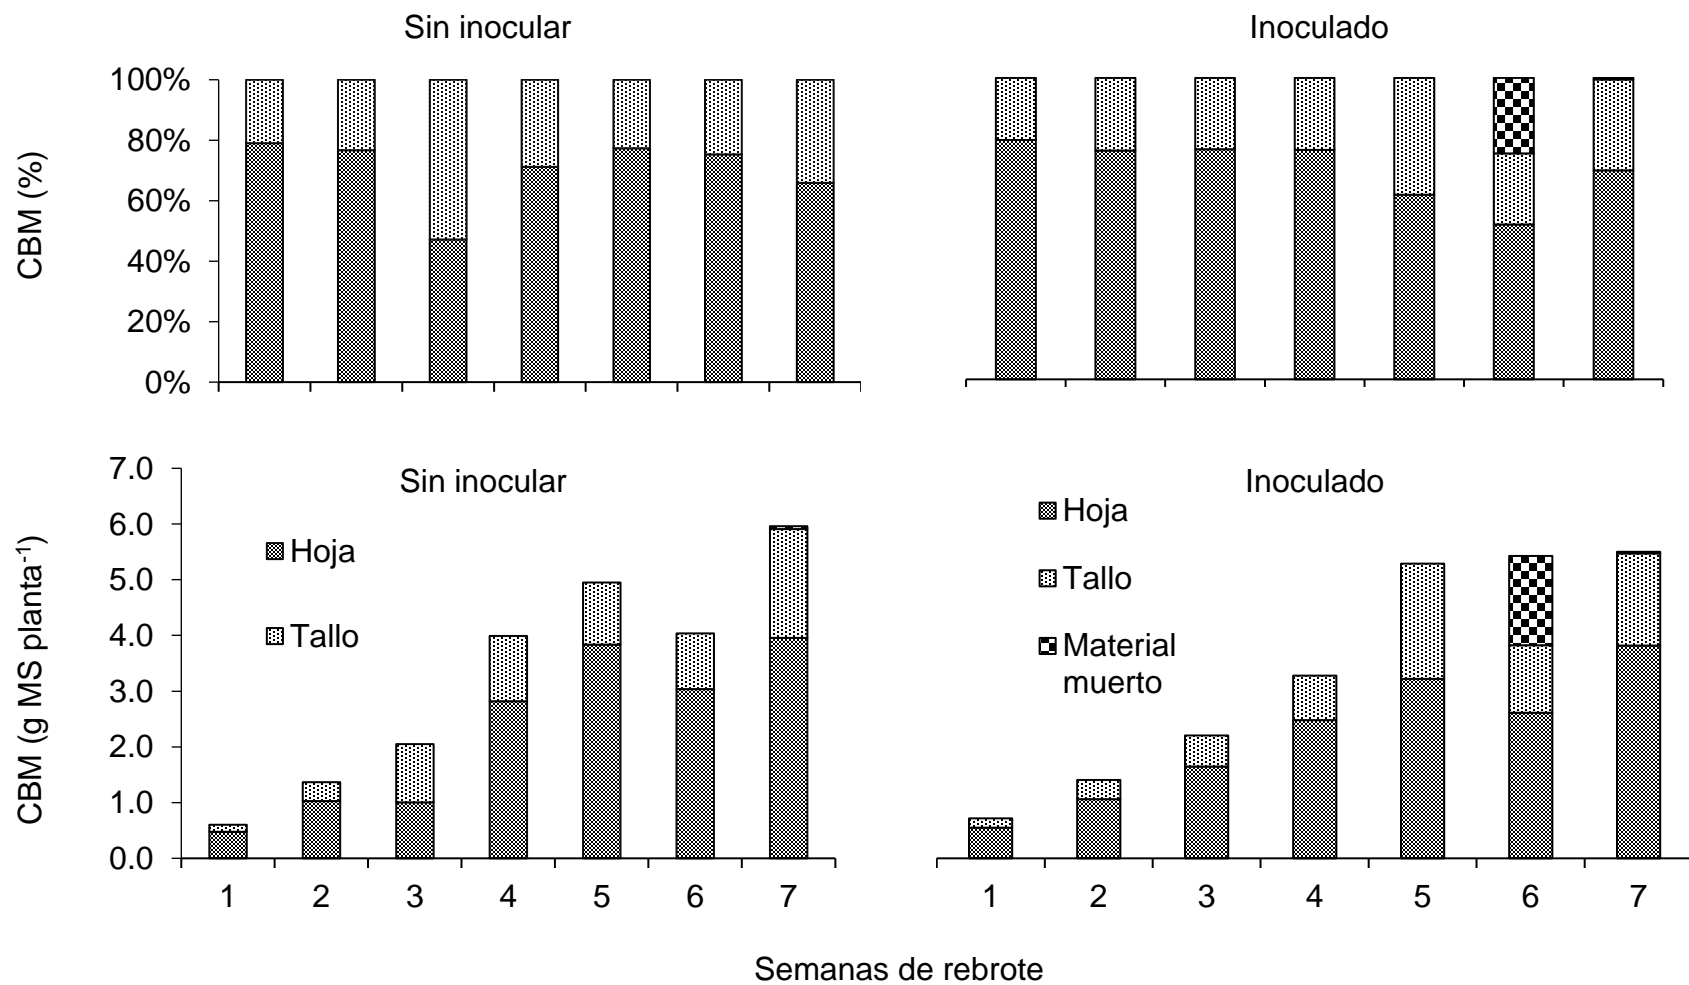 Sin inocular
Inoculado
CBM (%)
100%
80%
60%
40%
20%
0%
CBM (g MS planta-1)
7.0
6.0
5.0
4.0
3.0
2.0
1.0
0.0
Sin inocular
Hoja
Tallo
1 2 3 4 5 6 7
Inoculado
Hoja
Tallo
Material
muerto
1 2 3 4 5 6 7
Semanas de rebrote